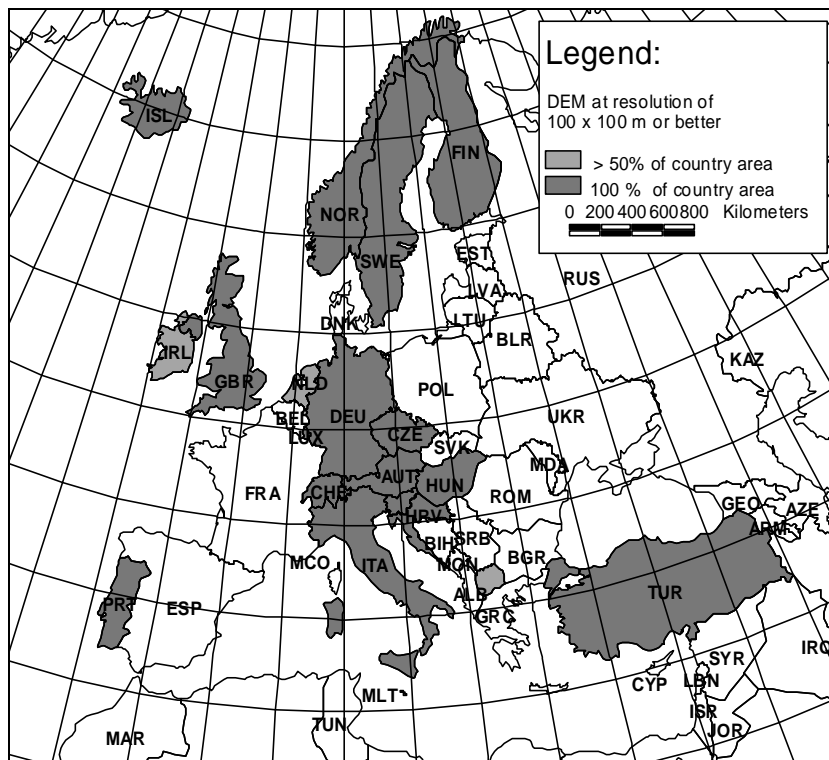 Legend:
DEM at resolution of
100 x 100 m or better
> 50% of country area
100 % of country area
0 200 400 600 800 Kilometers
ISL
FIN
NOR
SWE
EST
RUS
LVA
DNK
LTU
BLR
IRL
KAZ
GBR
NLD
POL
DEU
BEL
UKR
CZE
LUX
SVK
MDA
AUT
HUN
FRA
CHE
ROM
GEO
AZE
HRV
ARM
SRB
BIH
BGR
MCO
ITA
MON
TUR
ALB
PRT
ESP
GRC
IRQ
SYR
CYP
LBN
MLT
ISR
TUN
JOR
MAR